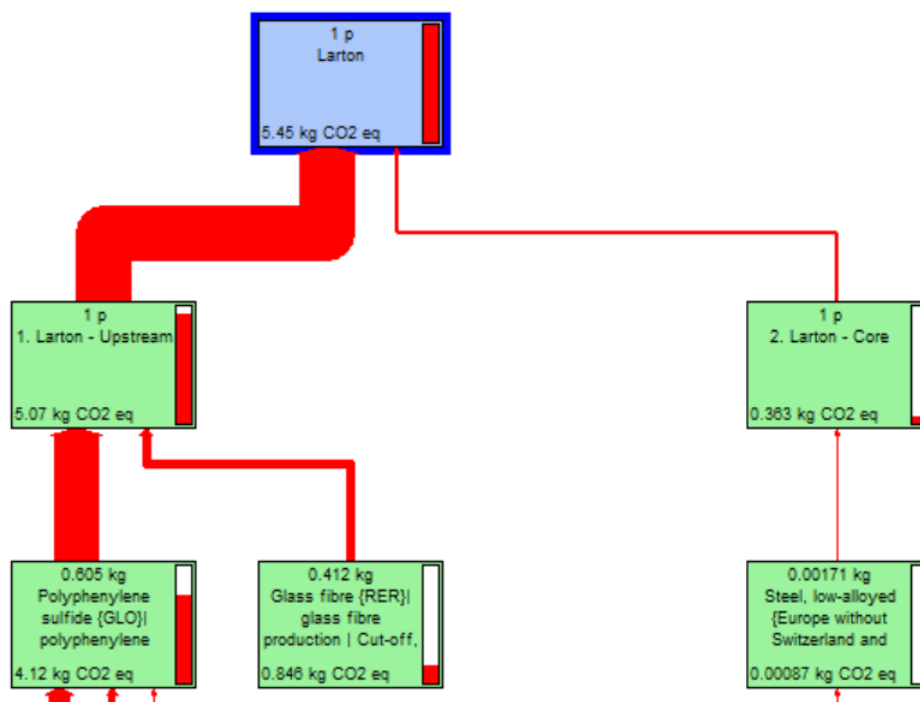 1 p
Larton
5.45 kg CO2 eq
1 p
1. Larton - Upstream
5.07 kg CO2 eq
1 p
2. Larton - Core
0.363 kg CO2 eq
0.605 kg
Polyphenylene
sulfide {GLO}|
polyphenylene
4.12 kg CO2 eq
0.412 kg
Glass fibre {RER}|
glass fibre
production | Cut-off,
0.846 kg CO2 eq
0.00171 kg
Steel, low-alloyed
{Europe without
Switzerland and
0.00087 kg CO2 eq